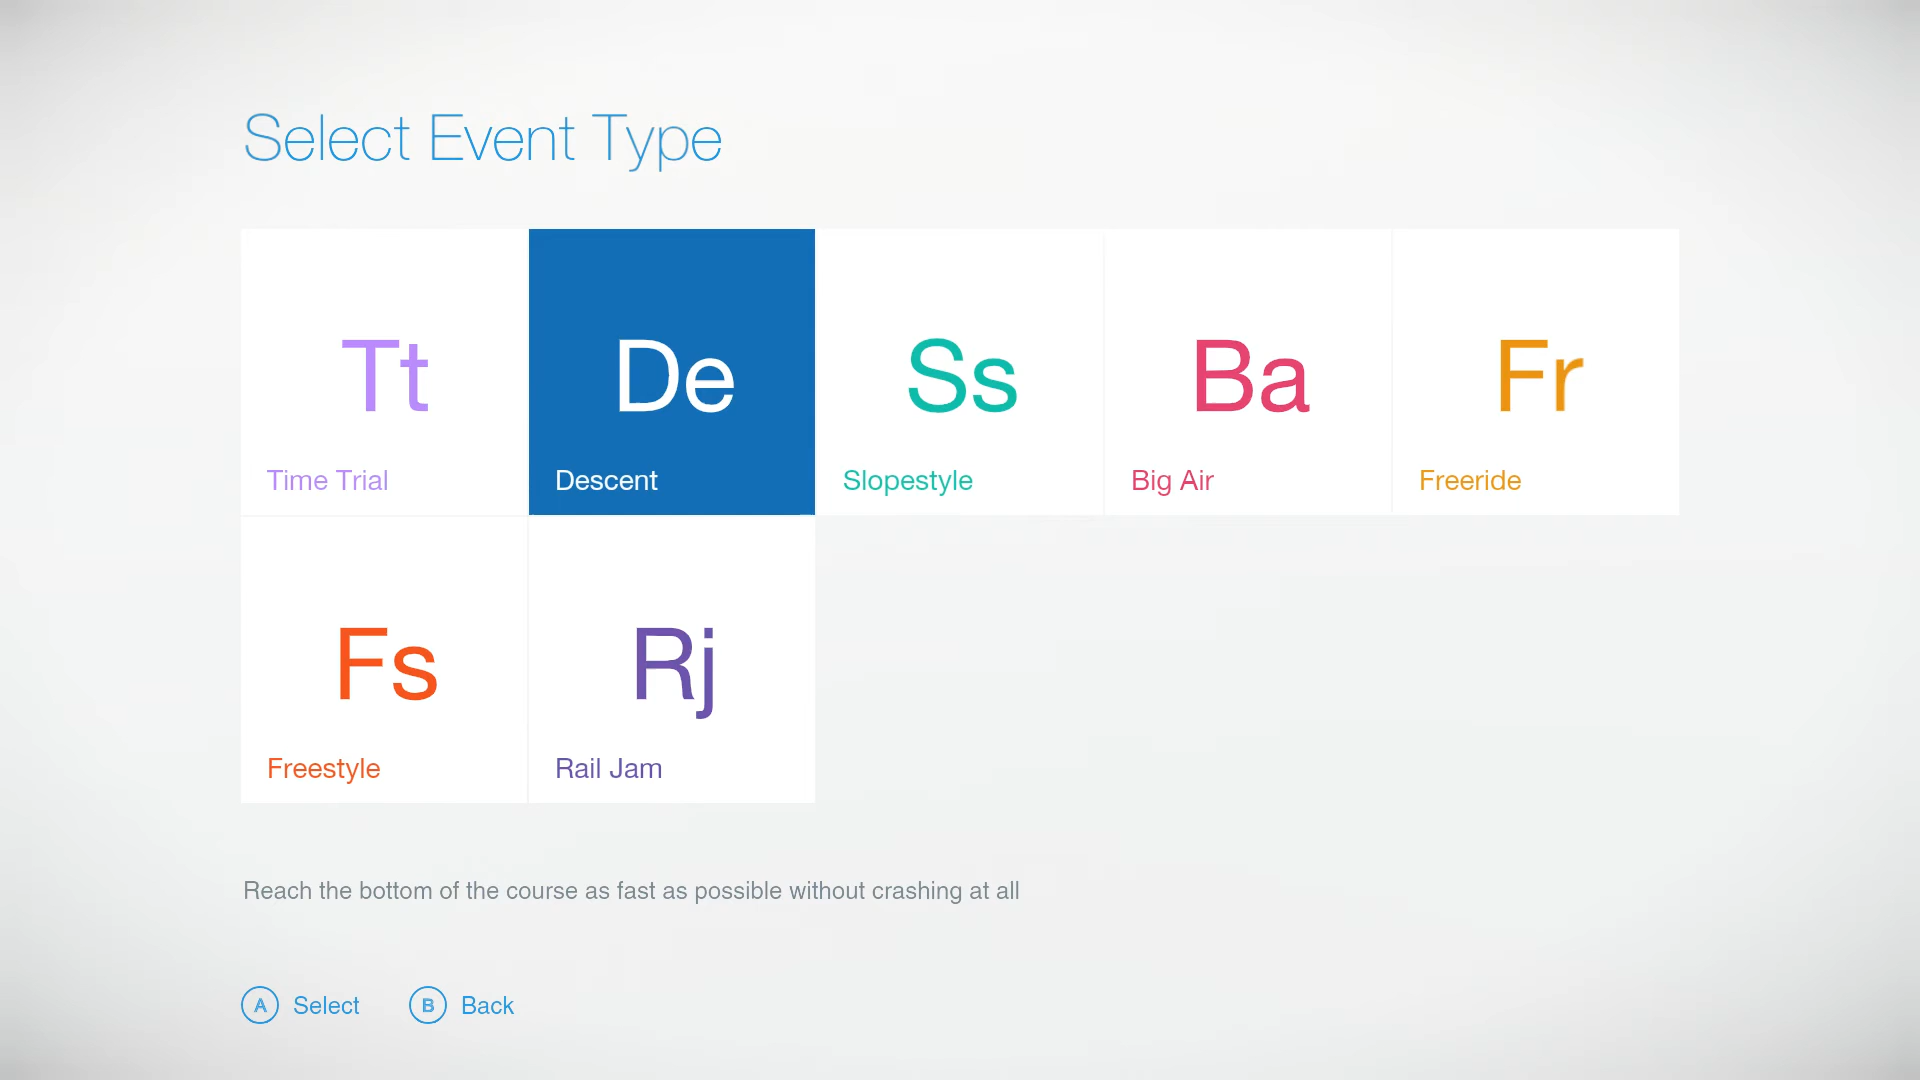 Select Event Type
Tt
Time Trial
De
Descent
Ss
Slopestyle
Ba
Big Air
Fr
Freeride
Fs
Freestyle
Rj
Rail Jam
Reach the bottom of the course as fast as possible without crashing at all
A Select B Back